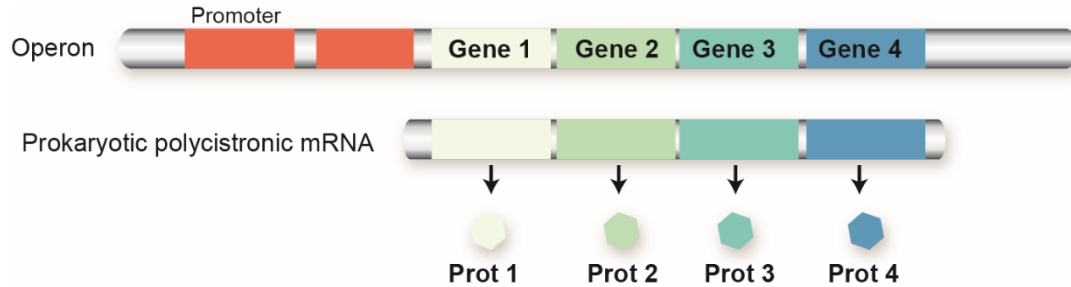 Promoter
Operon Gene 1 Gene 2 Gene 3 Gene 4
Prokaryotic polycistronic mRNA
Prot 1 Prot 2 Prot 3 Prot 4